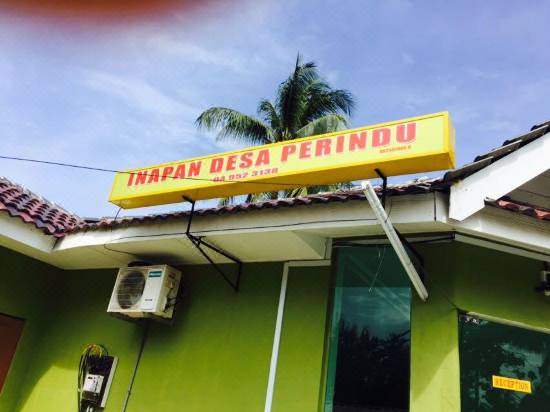 INAPAN DESA PERINDU
04 952 3138
RECEPTION